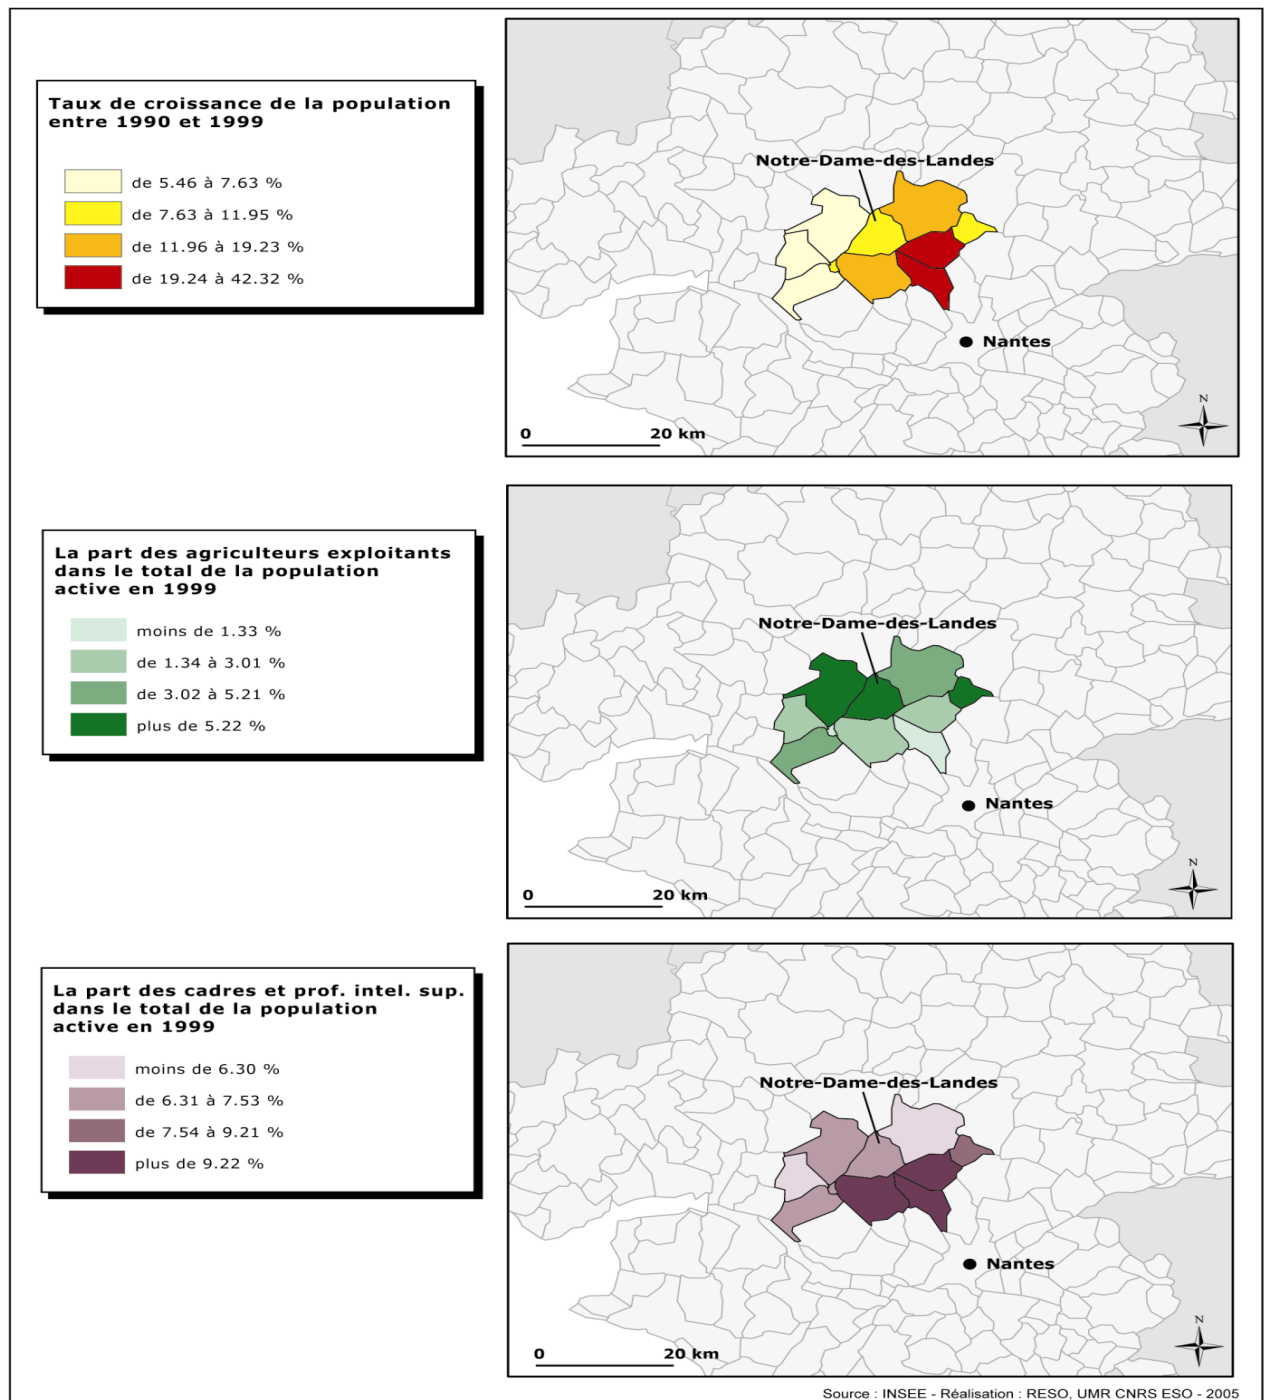 Taux de croissance de la population
entre 1990 et 1999
de 5.46 à 7.63 %
de 7.63 à 11.95 %
de 11.96 à 19.23 %
de 19.24 à 42.32 %
Notre-Dame-des-Landes
Nantes
N
0 20 km
La part des agriculteurs exploitants
dans le total de la population
active en 1999
moins de 1.33 %
de 1.34 à 3.01 %
de 3.02 à 5.21 %
plus de 5.22 %
Notre-Dame-des-Landes
Nantes
N
0 20 km
La part des cadres et prof. intel. sup.
dans le total de la population
active en 1999
moins de 6.30 %
de 6.31 à 7.53 %
de 7.54 à 9.21 %
plus de 9.22 %
Notre-Dame-des-Landes
Nantes
N
0 20 km
Source : INSEE - Réalisation : RESO, UMR CNRS ESO - 2005